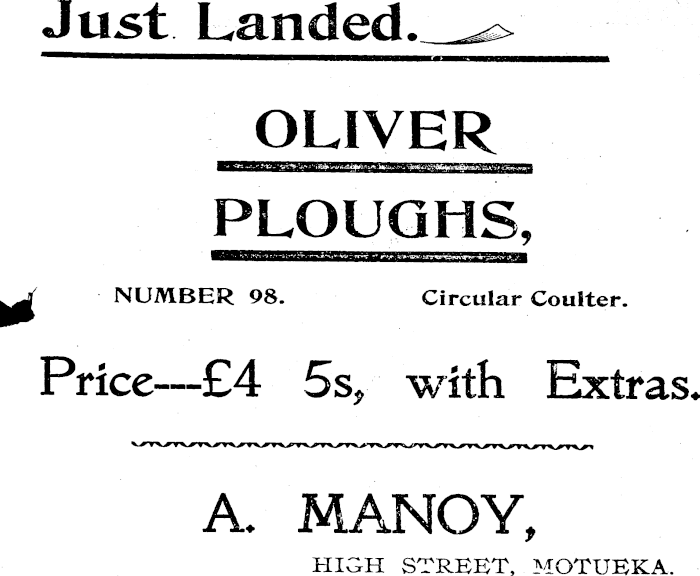 Just Landed.
OLIVER
PLOUGHS,
NUMBER 98. Circular Coulter.
Price---£4 5s, with Extras.
A. MANOY,
HIGH STREET, MOTUEKA.